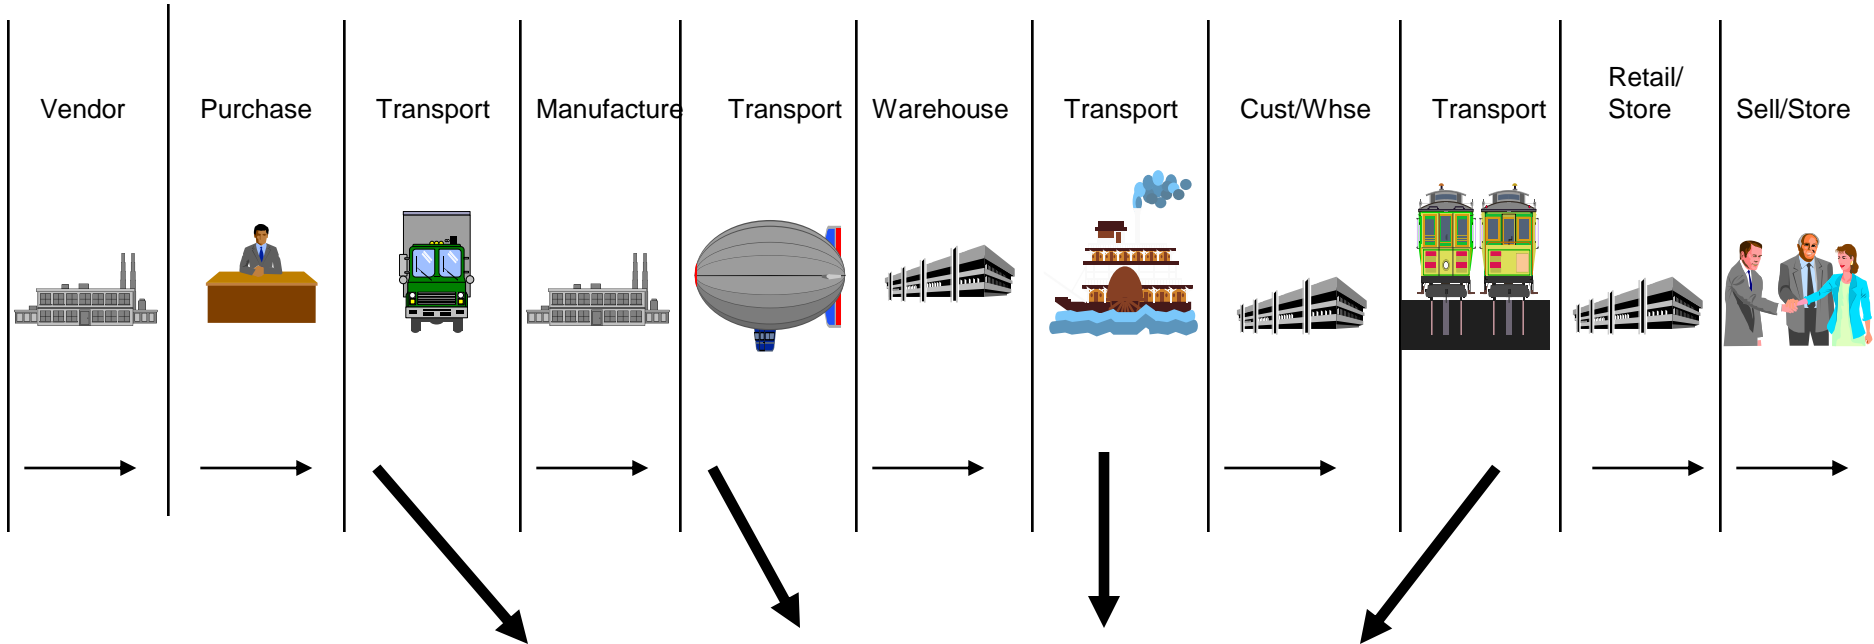 Vendor
Purchase
Transport
Manufacture
Transport
Warehouse
Transport
Cust/Whse
Transport
Retail/
Store
Sell/Store